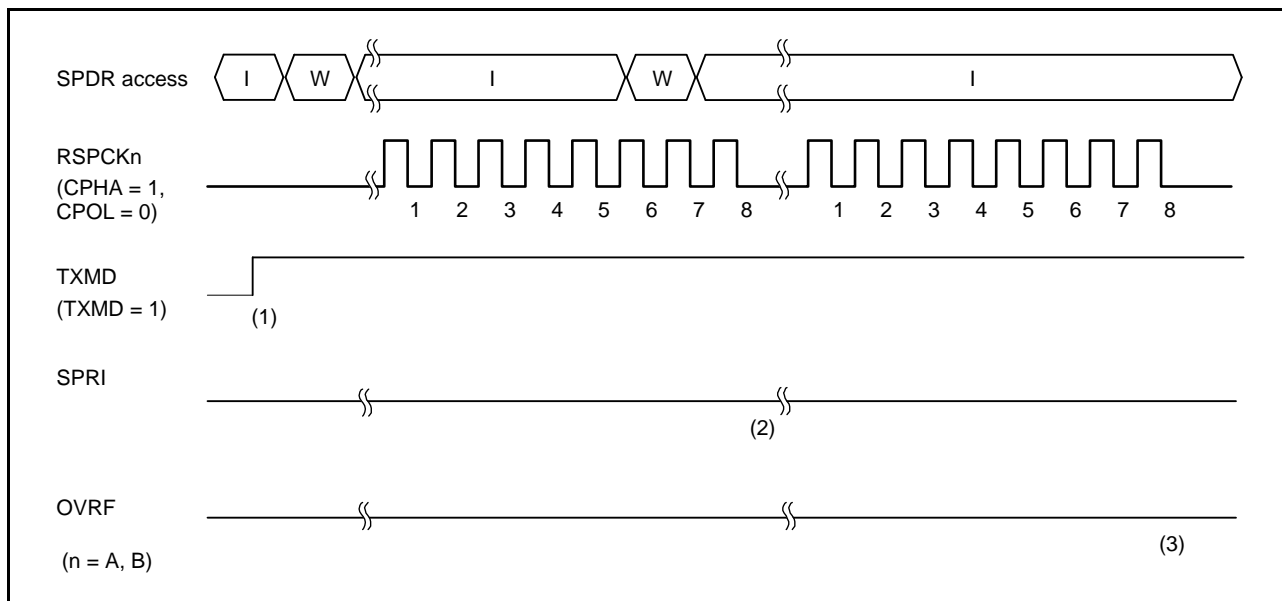 SPDR access
I W I W I
RSPCKn
(CPHA = 1,
CPOL = 0)
1 2 3 4 5 6 7 8 1 2 3 4 5 6 7 8
TXMD
(TXMD = 1)
(1)
SPRI
(2)
OVRF
(3)
(n = A, B)